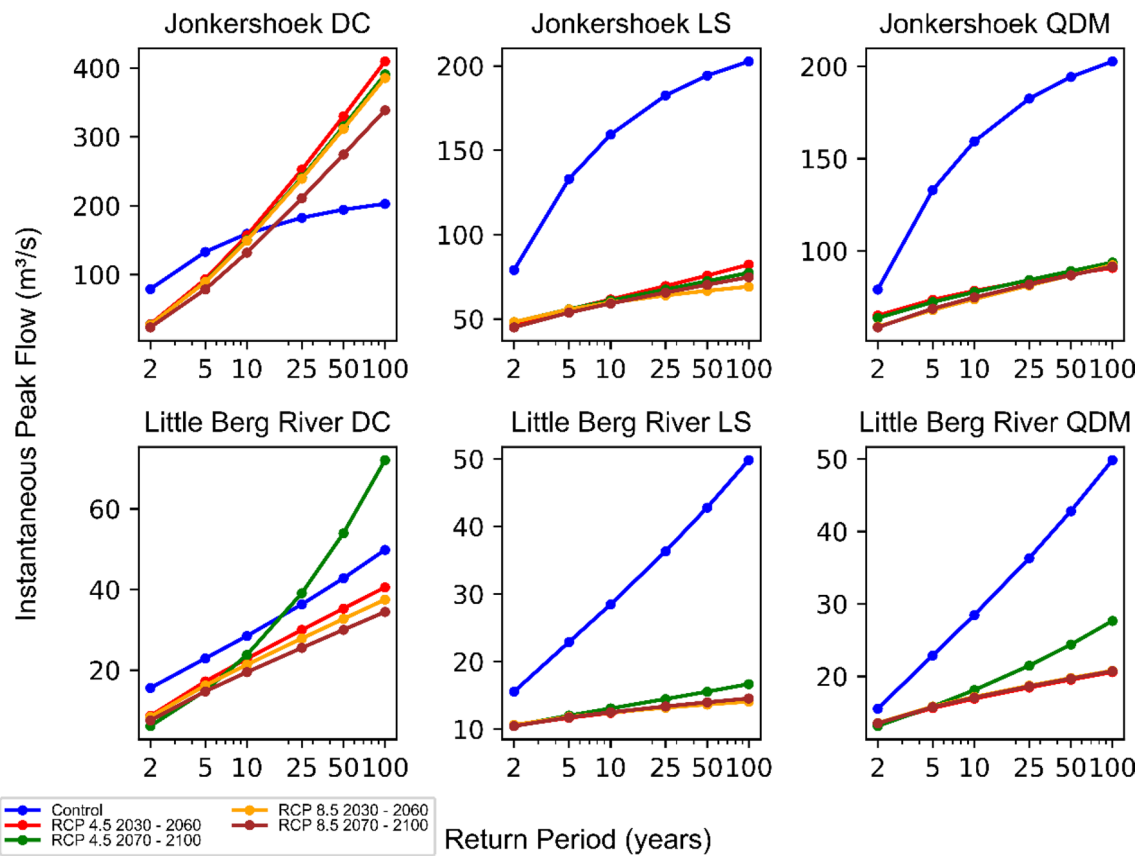 Jonkershoek DC
Jonkershoek LS
Jonkershoek QDM
400
300
200
100
2 5 10 25 50 100
200
150
100
50
2 5 10 25 50 100
200
150
100
2 5 10 25 50 100
Instantaneous Peak Flow (m³/s)
Little Berg River DC
Little Berg River LS
Little Berg River QDM
60
40
20
2 5 10 25 50 100
50
40
30
20
10
2 5 10 25 50 100
50
40
30
20
2 5 10 25 50 100
Control
RCP 4.5 2030 - 2060
RCP 4.5 2070 - 2100
RCP 8.5 2030 - 2060
RCP 8.5 2070 - 2100
Return Period (years)